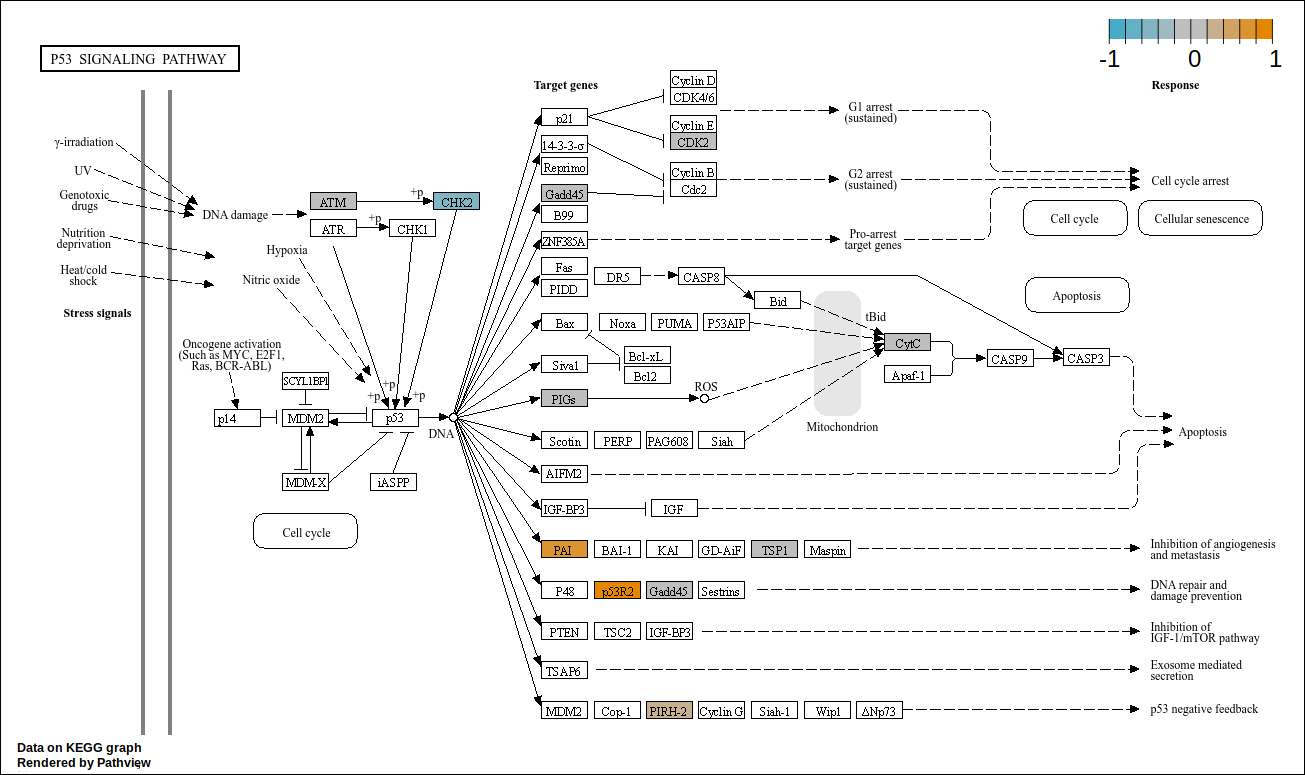 -1 0 1
P53 SIGNALING PATHWAY
Target genes
Response
γ-irradiation
UV
Genotoxic
drugs
Nutrition
deprivation
Heat/cold
shock
Stress signals
DNA damage
ATM
+p
CHK2
ATR
+p
CHK1
Hypoxia
Nitric oxide
Oncogene activation
(Such as MYC, E2F1,
Ras, BCR-ABL)
SCYL1BP1
p14
MDM2
+p
+p
+p
p53
DNA
MDM-X
iASPP
Cell cycle
p21
Cyclin D
CDK4/6
Cyclin E
CDK2
G1 arrest
(sustained)
14-3-3-σ
Reprimo
Gadd45
B99
Cyclin B
Cdc2
G2 arrest
(sustained)
Cell cycle arrest
Cell cycle
Cellular senescence
ZNF385A
Pro-arrest
target genes
Fas
PIDD
DR5
CASP8
Bid
tBid
Apoptosis
Bax
Noxa
PUMA
P53AIP
CytC
Siva1
Bcl-xL
Bcl2
Apaf-1
CASP9
CASP3
PIGs
ROS
Mitochondrion
Scotin
PERP
PAG608
Siah
Apoptosis
AIFM2
IGF-BP3
IGF
PAI
BAI-1
KAI
GD-AiF
TSP1
Maspin
Inhibition of angiogenesis
and metastasis
P48
p53R2
Gadd45
Sestrins
DNA repair and
damage prevention
PTEN
TSC2
IGF-BP3
Inhibition of
IGF-1/mTOR pathway
TSAP6
Exosome mediated
secretion
MDM2
Cop-1
PIRH-2
Cyclin G
Siah-1
Wip1
ΔNp73
p53 negative feedback
Data on KEGG graph
Rendered by Pathview